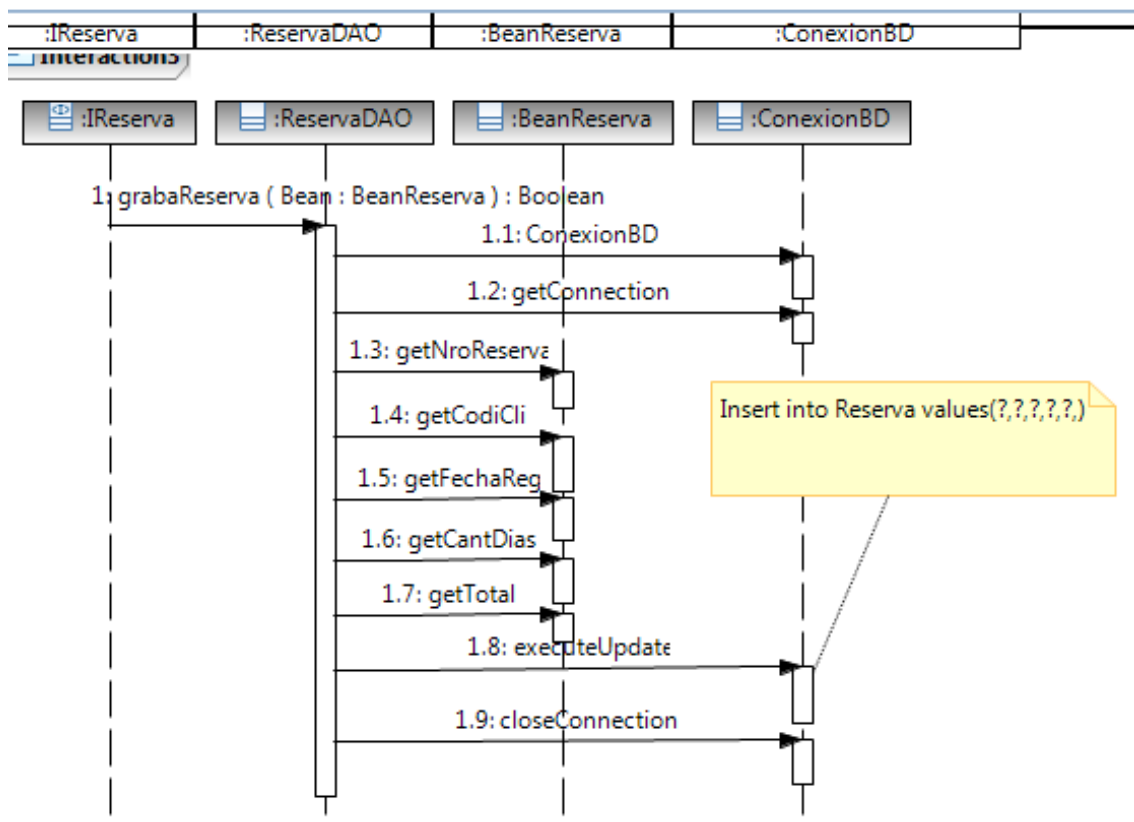 :IReserva :ReservaDAO :BeanReserva :ConexionBD
Interaction3
:IReserva :ReservaDAO :BeanReserva :ConexionBD
1: grabaReserva ( Bean : BeanReserva ) : Boolean
1.1: ConexionBD
1.2: getConnection
1.3: getNroReserva
1.4: getCodiCli
Insert into Reserva values(?,?,?,?,?,)
1.5: getFechaReg
1.6: getCantDias
1.7: getTotal
1.8: executeUpdate
1.9: closeConnection